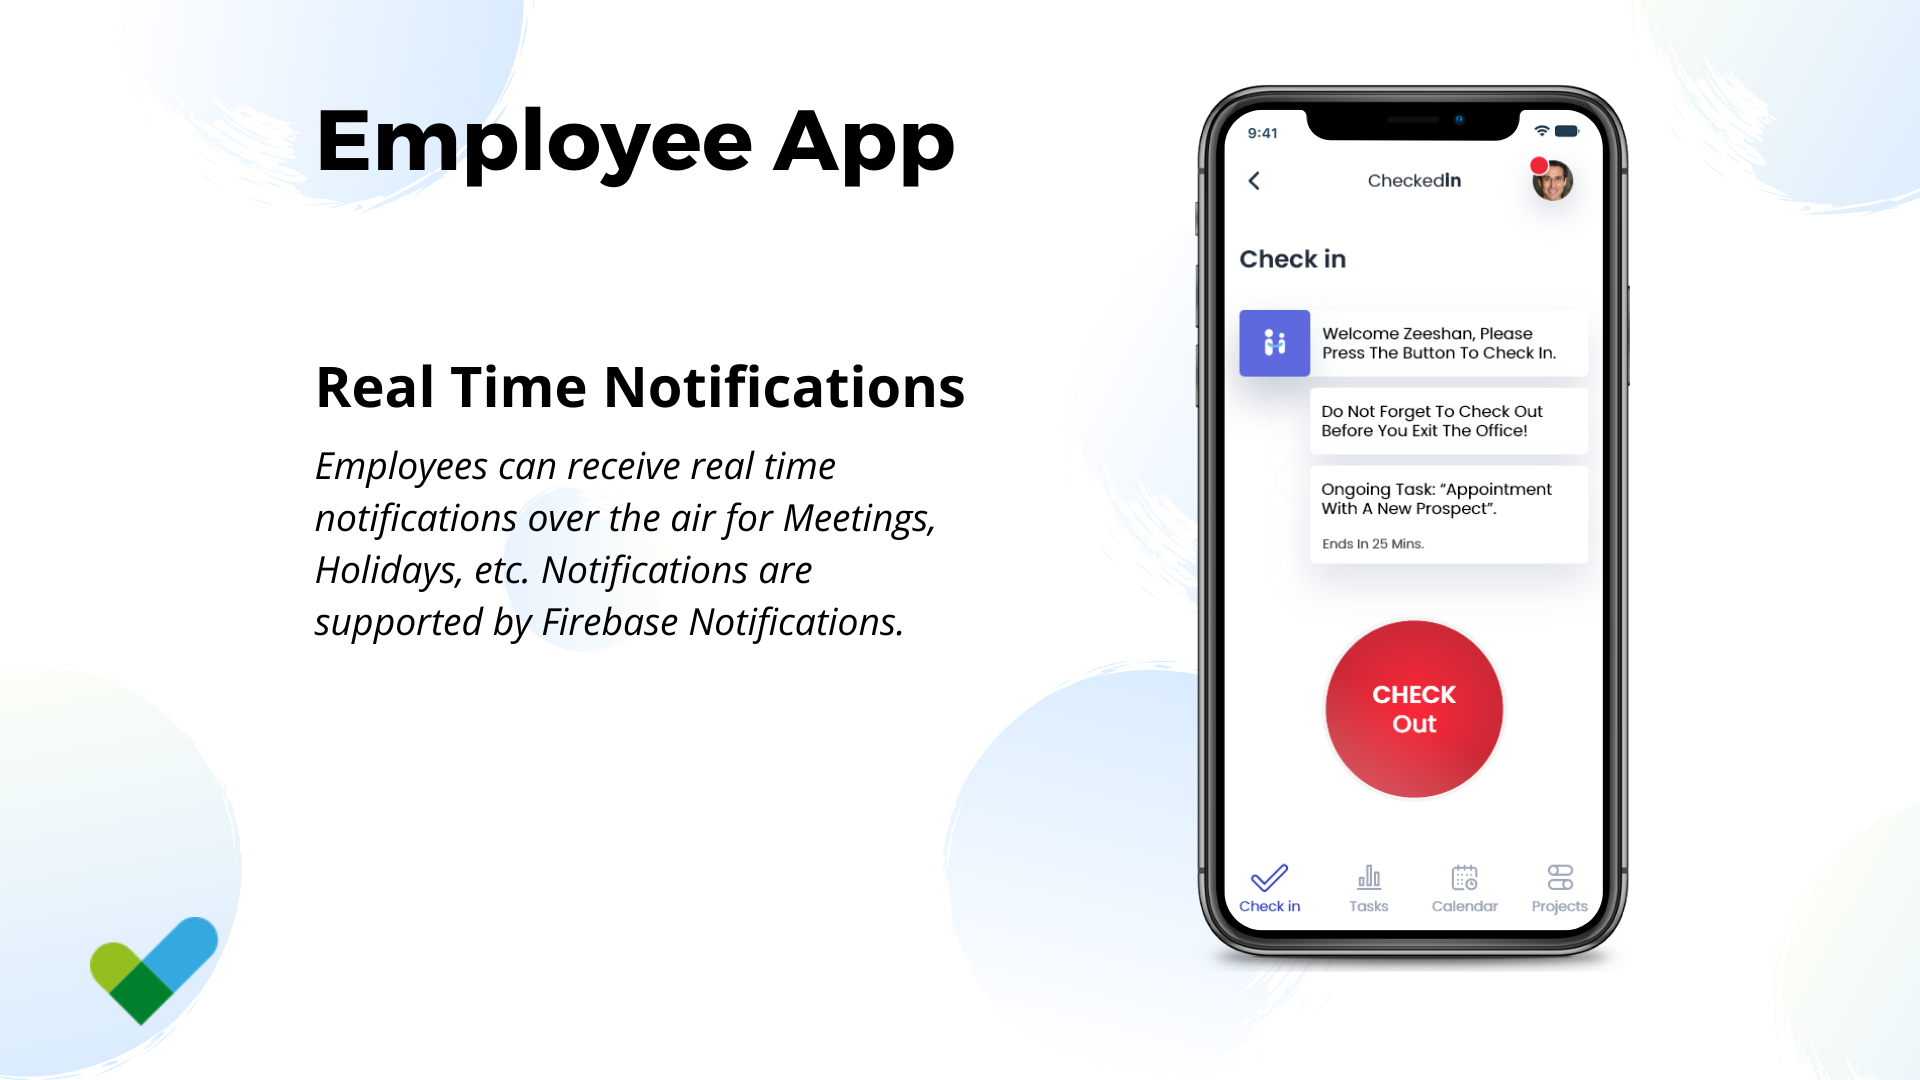 Employee App
Real Time Notifications
Employees can receive real time
notifications over the air for Meetings,
Holidays, etc. Notifications are
supported by Firebase Notifications.
9:41
Checkedin
Check in
Welcome Zeeshan, Please
Press The Button To Check In.
Do Not Forget To Check Out
Before You Exit The Office!
Ongoing Task: “Appointment
With A New Prospect”.
Ends In 25 Mins.
CHECK
Out
Check in
Tasks
Calendar
Projects